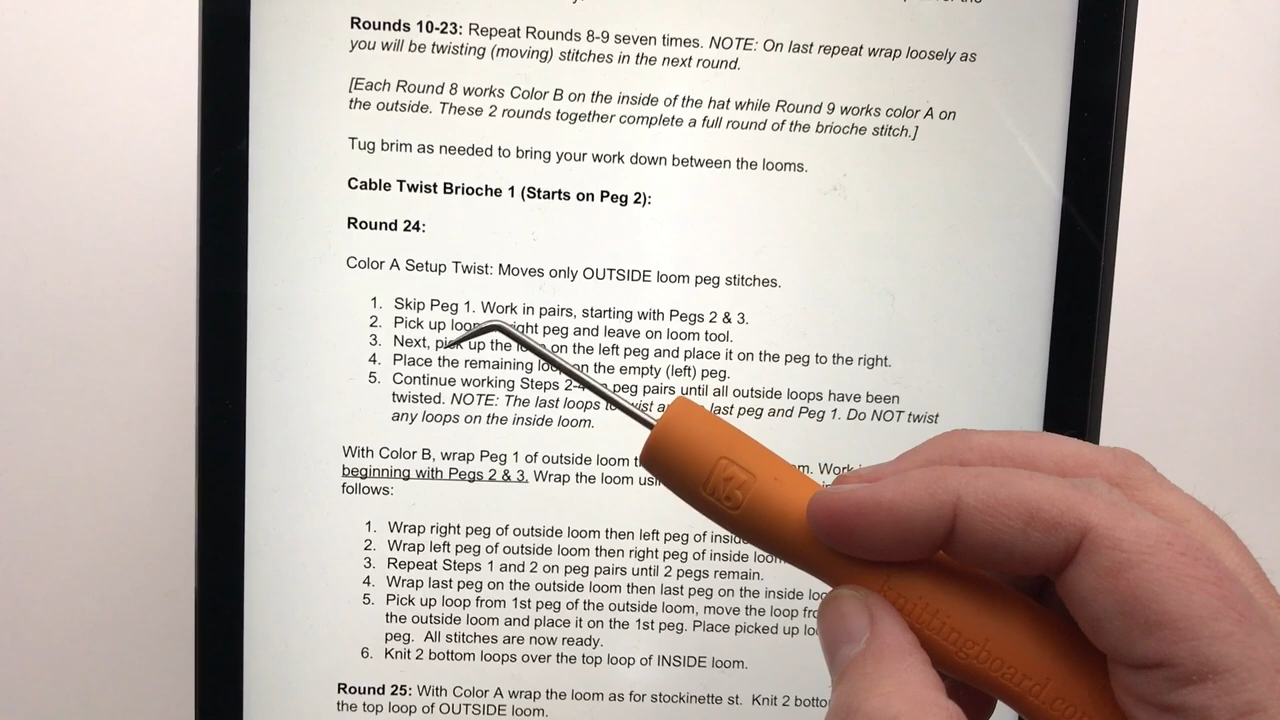 Rounds 10-23: Repeat Rounds 8-9 seven times. NOTE: On last repeat wrap loosely as
you will be twisting (moving) stitches in the next round.
[Each Round 8 works Color B on the inside of the hat while Round 9 works color A on
the outside. These 2 rounds together complete a full round of the brioche stitch.]
Tug brim as needed to bring your work down between the looms.
Cable Twist Brioche 1 (Starts on Peg 2):
Round 24:
Color A Setup Twist: Moves only OUTSIDE loom peg stitches.
1. Skip Peg 1. Work in pairs, starting with Pegs 2 & 3.
2. Pick up loop right peg and leave on loom tool.
3. Next, pick up the on the left peg and place it on the peg to the right.
4. Place the remaining loop on the empty (left) peg.
5. Continue working Steps 2-4 peg pairs until all outside loops have been
twisted. NOTE: The last loops to twist last peg and Peg 1. Do NOT twist
any loops on the inside loom.
With Color B, wrap Peg 1 of outside loom Work
beginning with Pegs 2 & 3. Wrap the loom
follows:
1. Wrap right peg of outside loom then left peg of
2. Wrap left peg of outside loom then right peg of inside
3. Repeat Steps 1 and 2 on peg pairs until 2 pegs remain.
4. Wrap last peg on the outside loom then last peg on the inside
5. Pick up loop from 1st peg of the outside loom, move the loop
the outside loom and place it on the 1st peg. Place picked up
peg. All stitches are now ready.
6. Knit 2 bottom loops over the top loop of INSIDE loom.
Round 25: With Color A wrap the loom as for stockinette st. Knit 2
the top loop of OUTSIDE loom.
KB
knittingboard.com